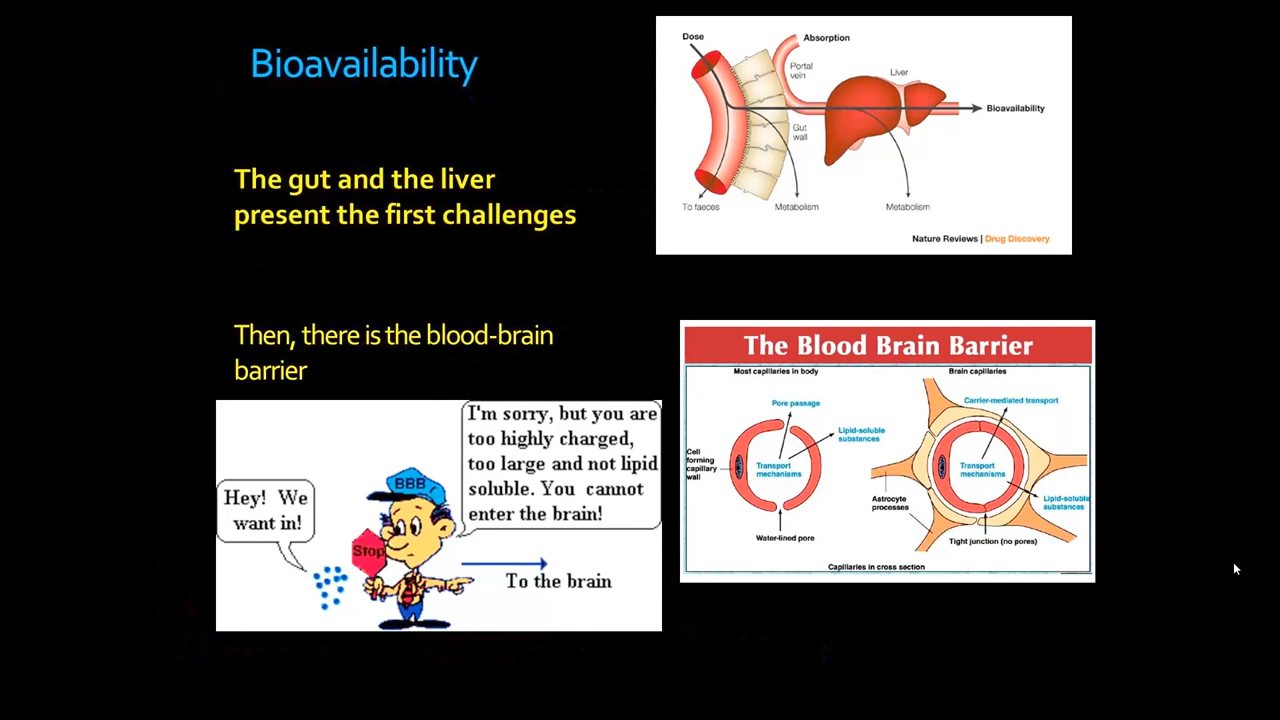 Bioavailability
The gut and the liver
present the first challenges
Dose
Absorption
Portal
vein
Liver
Bioavailability
Gut
wall
To faeces
Metabolism
Metabolism
Nature Reviews | Drug Discovery
Then, there is the blood-brain
barrier
Hey! We
want in!
I'm sorry, but you are
too highly charged,
too large and not lipid
soluble. You cannot
enter the brain!
BBB
Stop
To the brain
The Blood Brain Barrier
Most capillaries in body
Brain capillaries
Pore passage
Lipid-soluble
substances
Cell
forming
capillary
wall
Transport
mechanisms
Water-lined pore
Carrier-mediated transport
Transport
mechanisms
Astrocyte
processes
Lipid-soluble
substances
Tight junction (no pores)
Capillaries in cross section